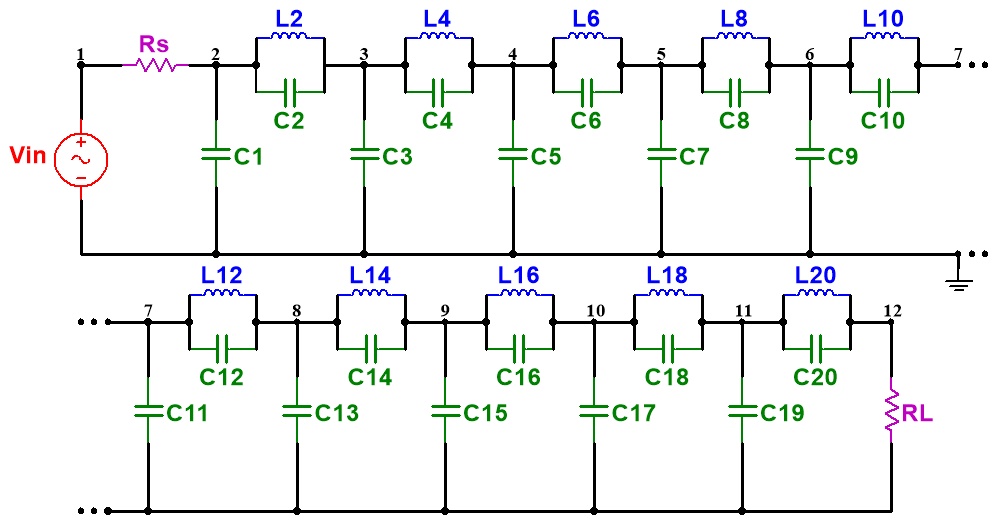 L2 L4 L6 L8 L10
1 Rs 2 3 4 5 6 7
C2 C4 C6 C8 C10
Vin + − C1 C3 C5 C7 C9
L12 L14 L16 L18 L20
7 8 9 10 11 12
C12 C14 C16 C18 C20
C11 C13 C15 C17 C19 RL